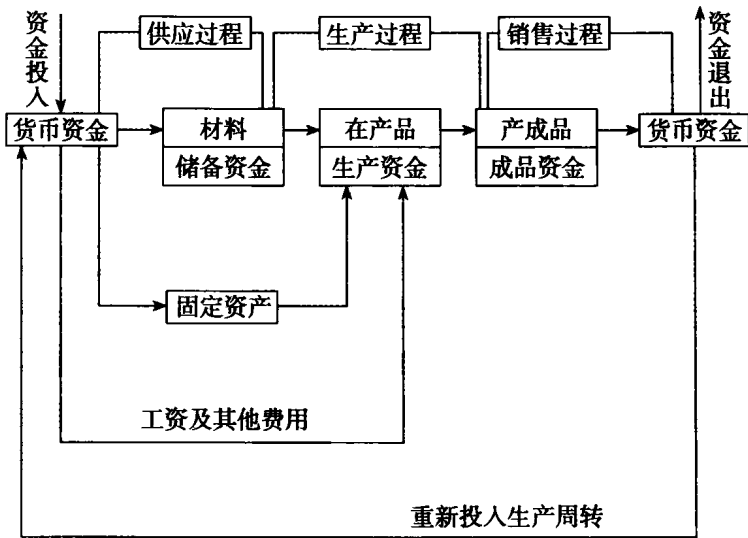 资金投入
供应过程
生产过程
销售过程
资金退出
货币资金
材料
在产品
产成品
货币资金
储备资金
生产资金
成品资金
固定资产
工资及其他费用
重新投入生产周转